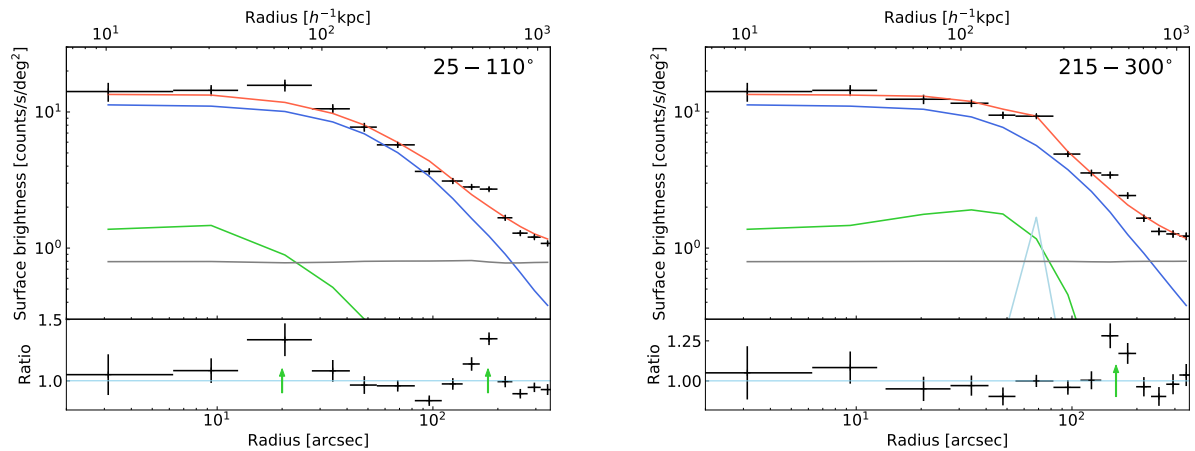 Radius [h⁻¹kpc]
10¹ 10² 10³
25 − 110°
Surface brightness [counts/s/deg²]
10¹
10⁰
1.5
1.0
Ratio
10¹ 10²
Radius [arcsec]
Radius [h⁻¹kpc]
10¹ 10² 10³
215 − 300°
Surface brightness [counts/s/deg²]
10¹
10⁰
1.25
1.00
Ratio
10¹ 10²
Radius [arcsec]